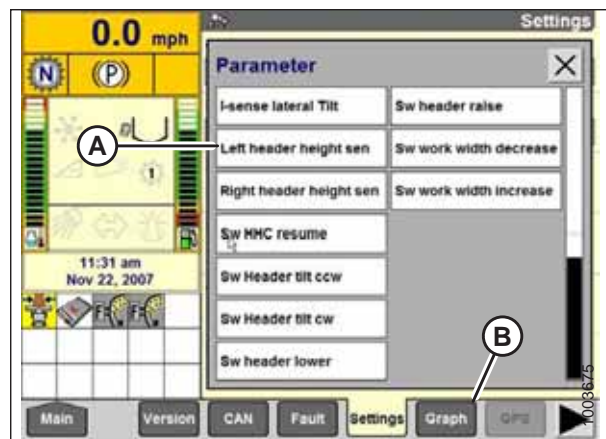 0.0 mph
Settings
N
(P)
Parameter
I-sense lateral Tilt
Sw header raise
A
Left header height sen
Sw work width decrease
1
Right header height sen
Sw work width increase
Sw HHC resume
11:31 am
Nov 22, 2007
Sw Header tilt ccw
Sw Header tilt cw
B
Sw header lower
1003675
Main
Version
CAN
Fault
Settings
Graph
GPS